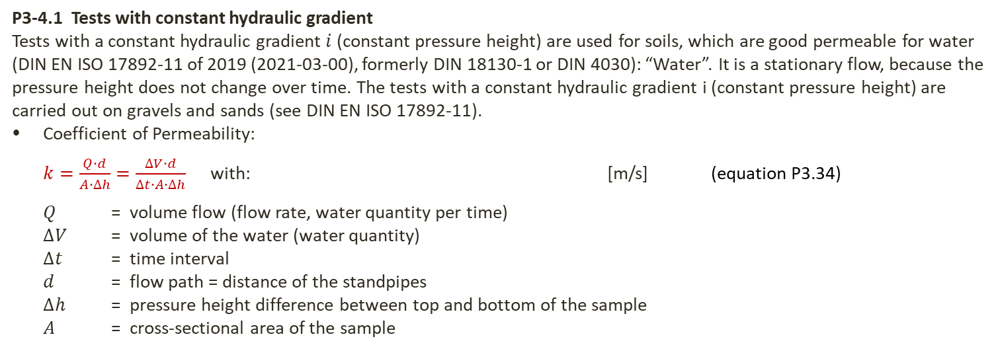 P3-4.1 Tests with constant hydraulic gradient
Tests with a constant hydraulic gradient i (constant pressure height) are used for soils, which are good permeable for water
(DIN EN ISO 17892-11 of 2019 (2021-03-00), formerly DIN 18130-1 or DIN 4030): “Water”. It is a stationary flow, because the
pressure height does not change over time. The tests with a constant hydraulic gradient i (constant pressure height) are
carried out on gravels and sands (see DIN EN ISO 17892-11).
• Coefficient of Permeability:
k = Q·d / A·Δh = ΔV·d / Δt·A·Δh with: [m/s] (equation P3.34)
Q = volume flow (flow rate, water quantity per time)
ΔV = volume of the water (water quantity)
Δt = time interval
d = flow path = distance of the standpipes
Δh = pressure height difference between top and bottom of the sample
A = cross-sectional area of the sample